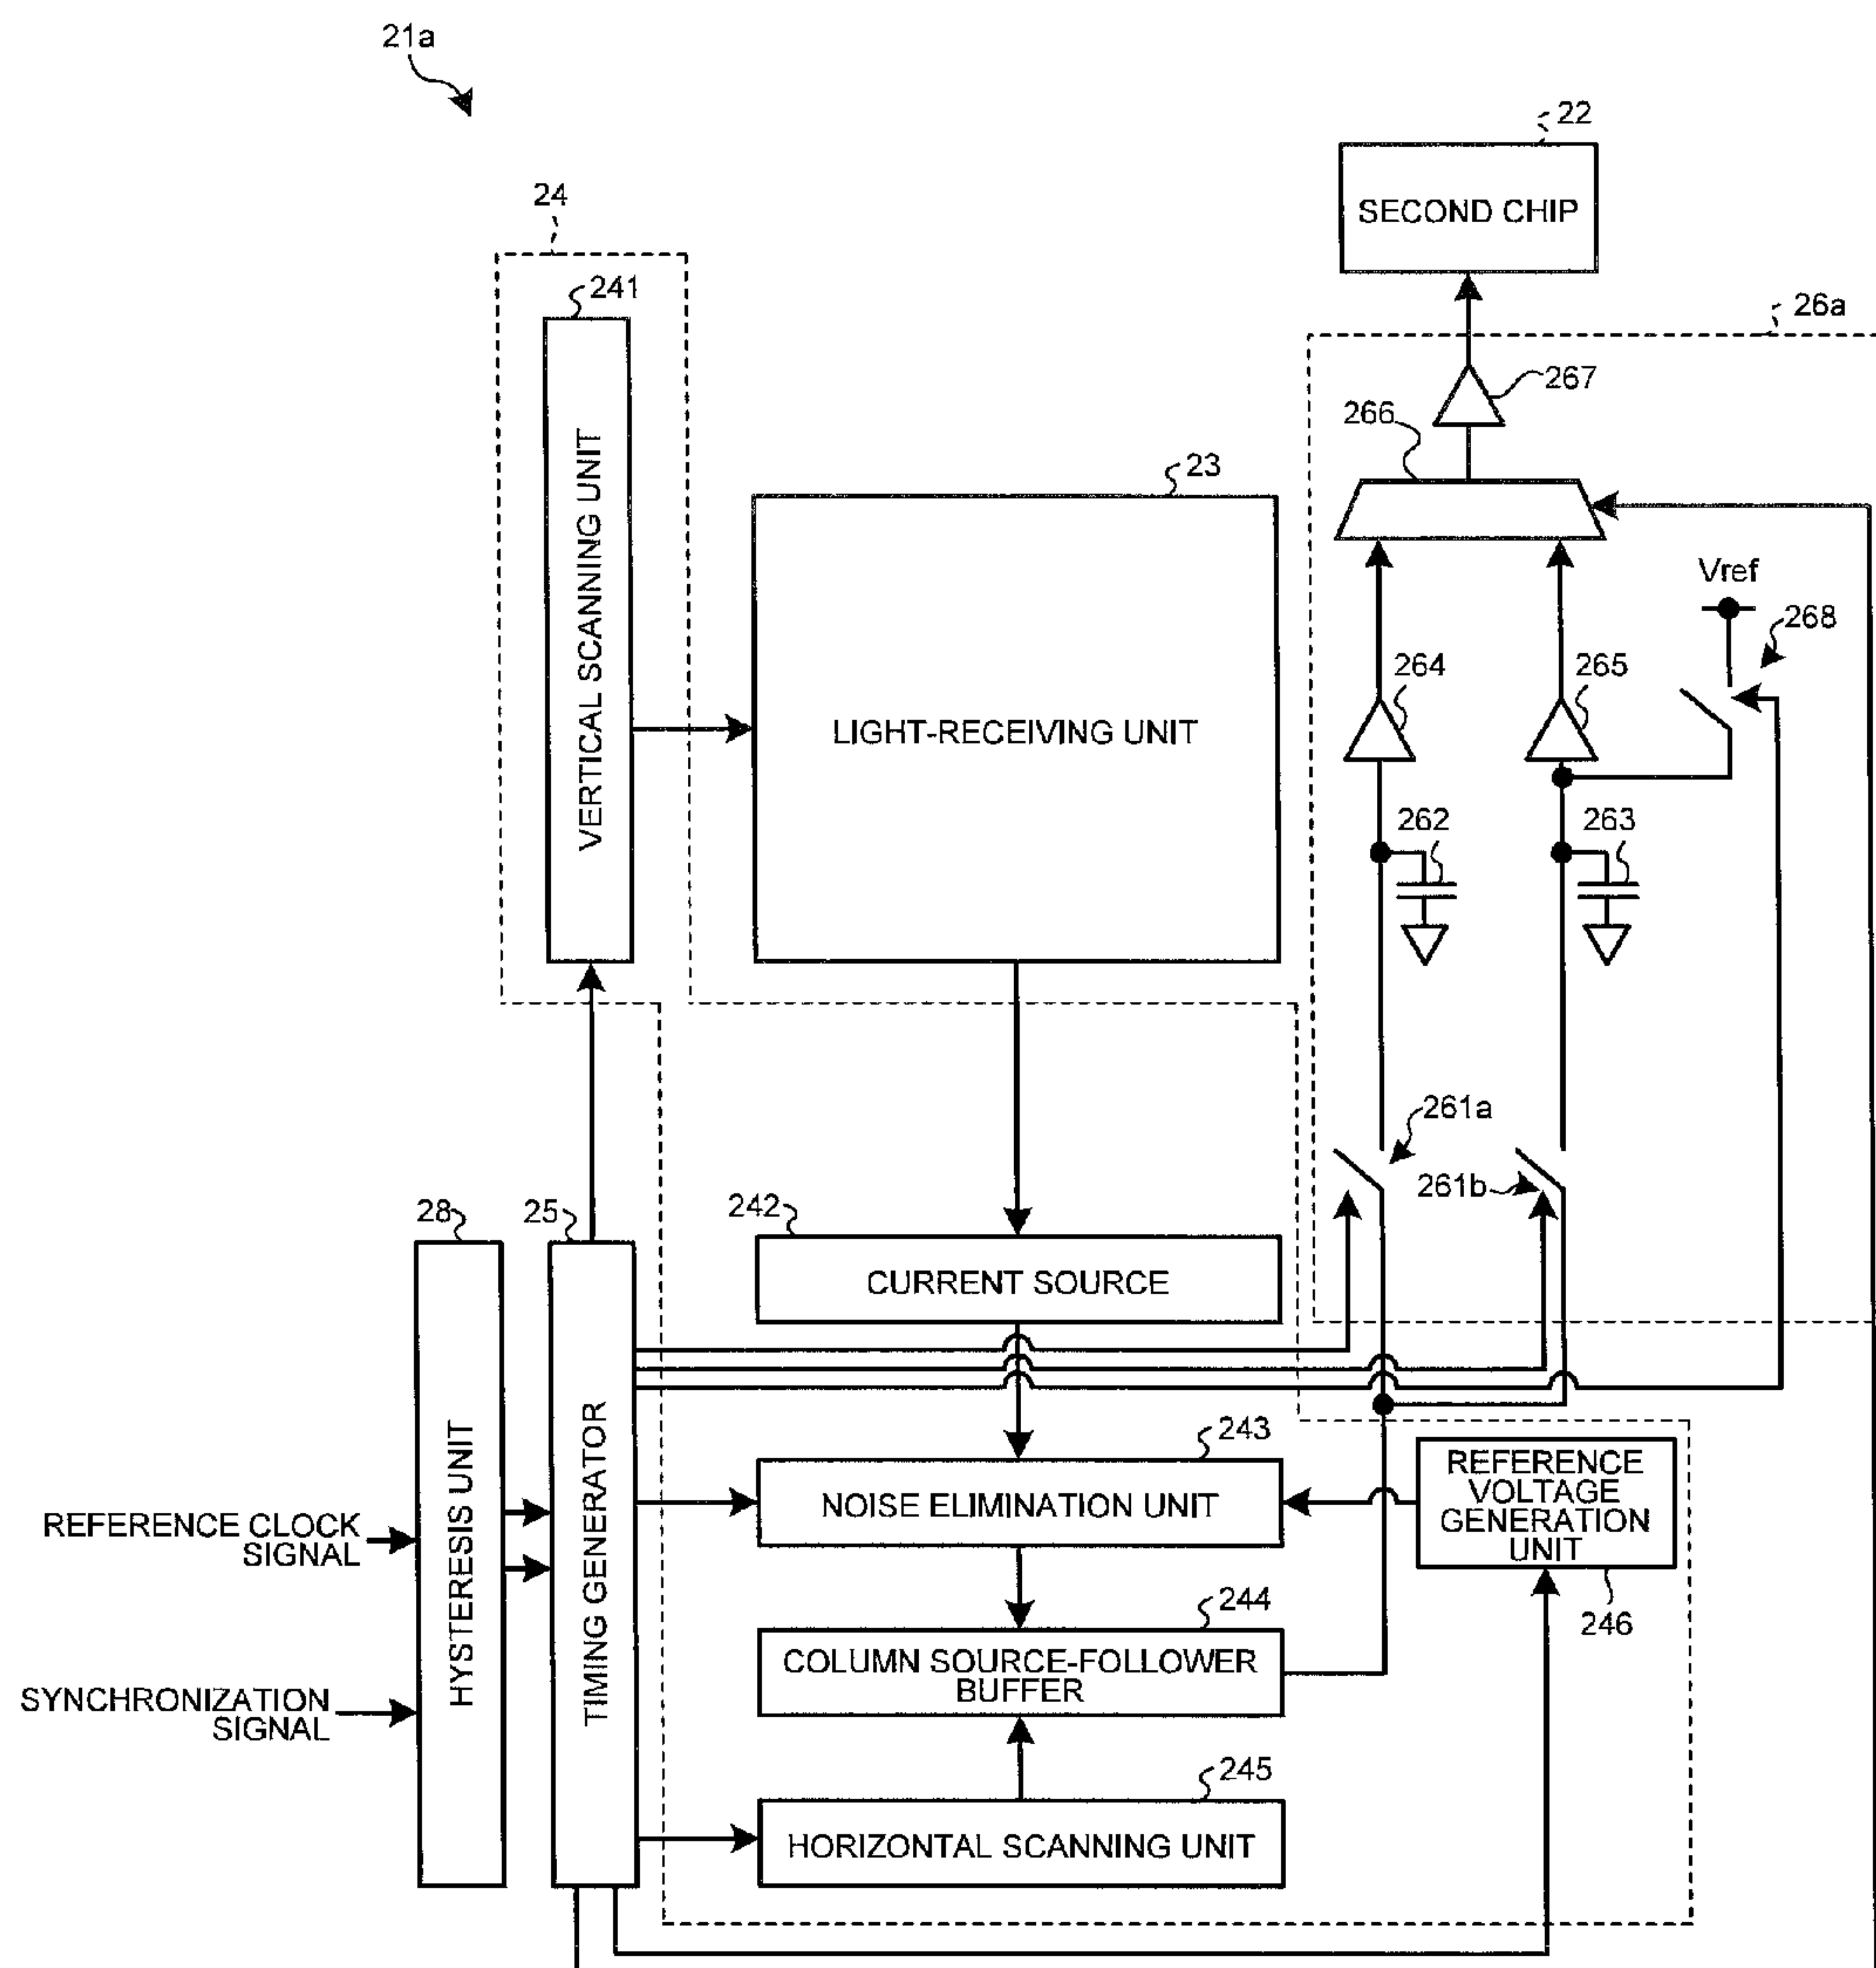 21a
22
SECOND CHIP
24
241
26a
VERTICAL SCANNING UNIT
267
266
23
Vref
268
LIGHT-RECEIVING UNIT
264
265
262
263
261a
261b
28
25
242
HYSTERESIS UNIT
TIMING GENERATOR
CURRENT SOURCE
243
NOISE ELIMINATION UNIT
REFERENCE
VOLTAGE
GENERATION
UNIT
246
REFERENCE CLOCK
SIGNAL
244
COLUMN SOURCE-FOLLOWER
BUFFER
SYNCHRONIZATION
SIGNAL
245
HORIZONTAL SCANNING UNIT